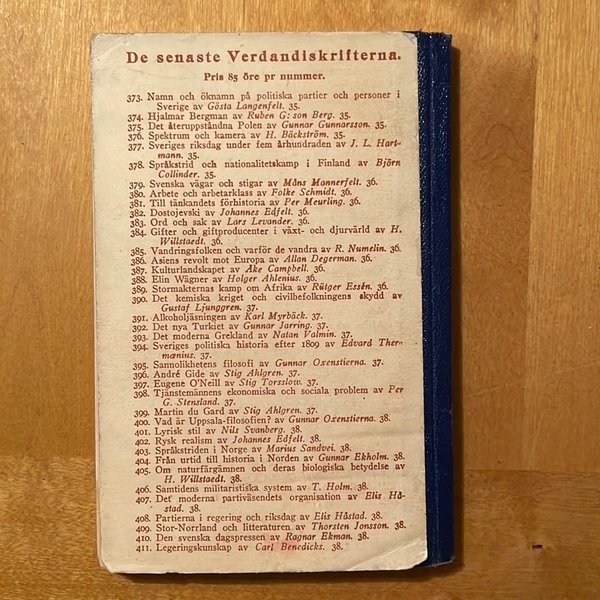 De senaste Verdandiskrifterna.
Pris 85 öre pr nummer.
373. Namn och öknamn på politiska partier och personer i
Sverige av Gösta Langenfelt. 35.
374. Hjalmar Bergman av Ruben G:son Berg. 35.
375. Det återuppståndna Polen av Gunnar Gunnarsson. 35.
376. Spektrum och kamera av H. Bäckström. 35.
377. Sveriges riksdag under fem århundraden av J. L. Hart-
mann. 35.
378. Språkstrid och nationalitetskamp i Finland av Björn
Collinder. 35.
379. Svenska vägar och stigar av Måns Mannerfelt. 36.
380. Arbete och arbetarklass av Folke Schmidt. 36.
381. Till tänkandets förhistoria av Per Meurling. 36.
382. Dostojevski av Johannes Edfelt. 36.
383. Ord och sak av Lars Levander. 36.
384. Gifter och giftproducenter i växt- och djurvärld av H.
Willstaedt. 36.
385. Vandringsfolken och varför de vandra av R. Numelin. 36.
386. Asiens revolt mot Europa av Allan Degerman. 36.
387. Kulturlandskapet av Åke Campbell. 36.
388. Elin Wägner av Holger Ahlenius. 36.
389. Stormakternas kamp om Afrika av Rütger Essén. 36.
390. Det kemiska kriget och civilbefolkningens skydd av
Gustaf Ljunggren. 37.
391. Alkoholjäsningen av Karl Myrbäck. 37.
392. Det nya Turkiet av Gunnar Jarring. 37.
393. Det moderna Grekland av Natan Valmin. 37.
394. Sveriges politiska historia efter 1809 av Edvard Ther-
mænius. 37.
395. Samolikhetens filosofi av Gunnar Oxenstierna. 37.
396. André Gide av Stig Ahlgren. 37.
397. Eugene O'Neill av Stig Torsslow. 37.
398. Tjänstemännens ekonomiska och sociala problem av Per
G. Stensland. 37.
399. Martin du Gard av Stig Ahlgren. 37.
400. Vad är Uppsala-filosofien? av Gunnar Oxenstierna. 38.
401. Lyrisk stil av Nils Svanberg. 38.
402. Rysk realism av Johannes Edfelt. 38.
403. Språkstriden i Norge av Marius Sandvei. 38.
404. Från urtid till historia i Norden av Gunnar Ekholm. 38.
405. Om naturfärgämnen och deras biologiska betydelse av
H. Willstaedt. 38.
406. Samtidens militaristiska system av T. Holm. 38.
407. Det moderna partiväsendets organisation av Elis Hå-
stad. 38.
408. Partierna i regering och riksdag av Elis Håstad. 38.
409. Stor-Norrland och litteraturen av Thorsten Jonsson. 38.
410. Den svenska dagspressen av Ragnar Ekman. 38.
411. Legeringskunskap av Carl Benedicks. 38.